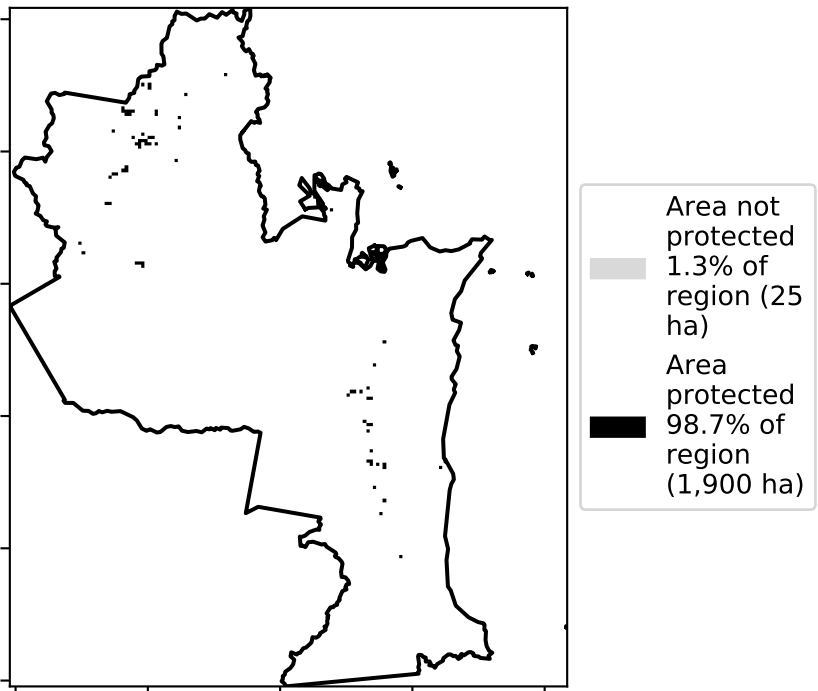 Area not
protected
1.3% of
region (25
ha)
Area
protected
98.7% of
region
(1,900 ha)